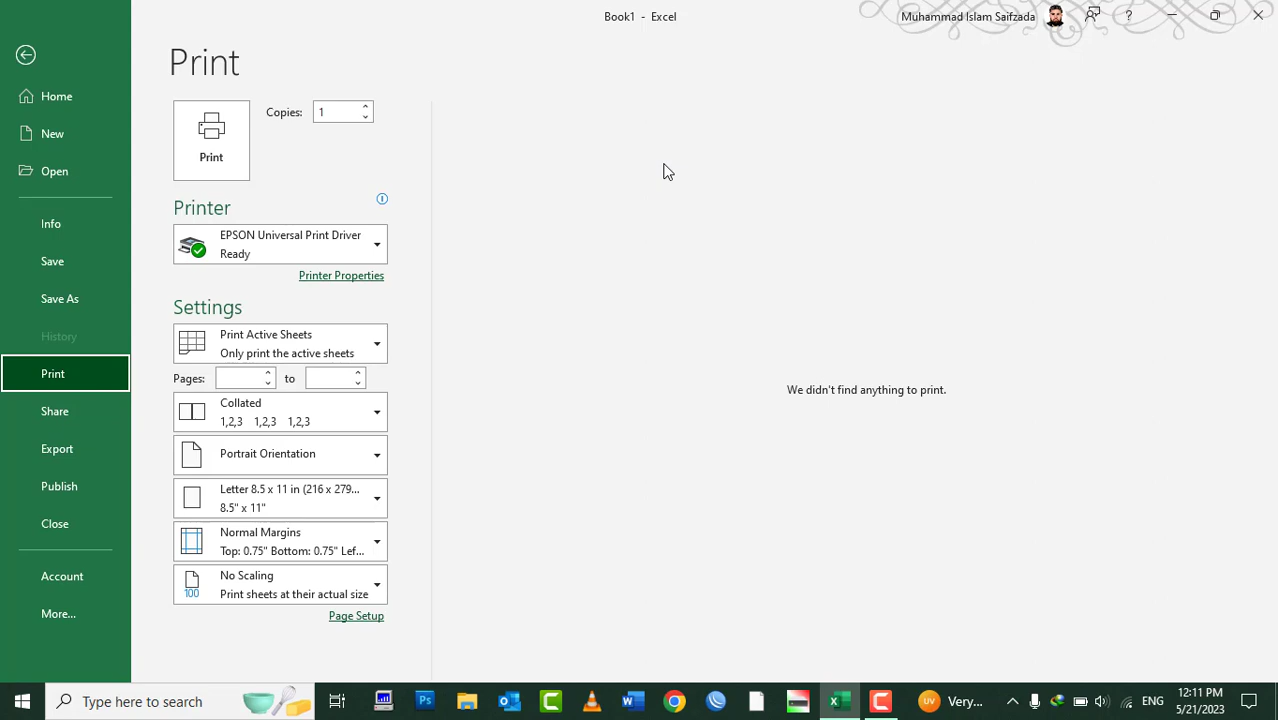 Book1 - Excel
Muhammad Islam Saifzada
?
Home
New
Open
Info
Save
Save As
History
Print
Share
Export
Publish
Close
Account
More...
Print
Print
Copies: 1
Printer
EPSON Universal Print Driver
Ready
Printer Properties
Settings
Print Active Sheets
Only print the active sheets
Pages: to
Collated
1,2,3 1,2,3 1,2,3
Portrait Orientation
Letter 8.5 x 11 in (216 x 279...
8.5" x 11"
Normal Margins
Top: 0.75" Bottom: 0.75" Lef...
No Scaling
Print sheets at their actual size
100
Page Setup
We didn't find anything to print.
Type here to search
Ps
UV
Very...
ENG
12:11 PM
5/21/2023